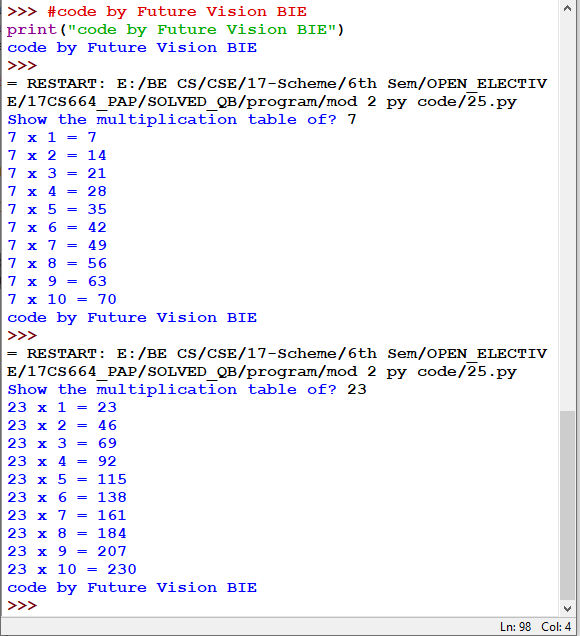 >>> #code by Future Vision BIE
print("code by Future Vision BIE")
code by Future Vision BIE
>>>
= RESTART: E:/BE CS/CSE/17-Scheme/6th Sem/OPEN_ELECTIV
E/17CS664_PAP/SOLVED_QB/program/mod 2 py code/25.py
Show the multiplication table of? 7
7 x 1 = 7
7 x 2 = 14
7 x 3 = 21
7 x 4 = 28
7 x 5 = 35
7 x 6 = 42
7 x 7 = 49
7 x 8 = 56
7 x 9 = 63
7 x 10 = 70
code by Future Vision BIE
>>>
= RESTART: E:/BE CS/CSE/17-Scheme/6th Sem/OPEN_ELECTIV
E/17CS664_PAP/SOLVED_QB/program/mod 2 py code/25.py
Show the multiplication table of? 23
23 x 1 = 23
23 x 2 = 46
23 x 3 = 69
23 x 4 = 92
23 x 5 = 115
23 x 6 = 138
23 x 7 = 161
23 x 8 = 184
23 x 9 = 207
23 x 10 = 230
code by Future Vision BIE
>>>
Ln: 98 Col: 4